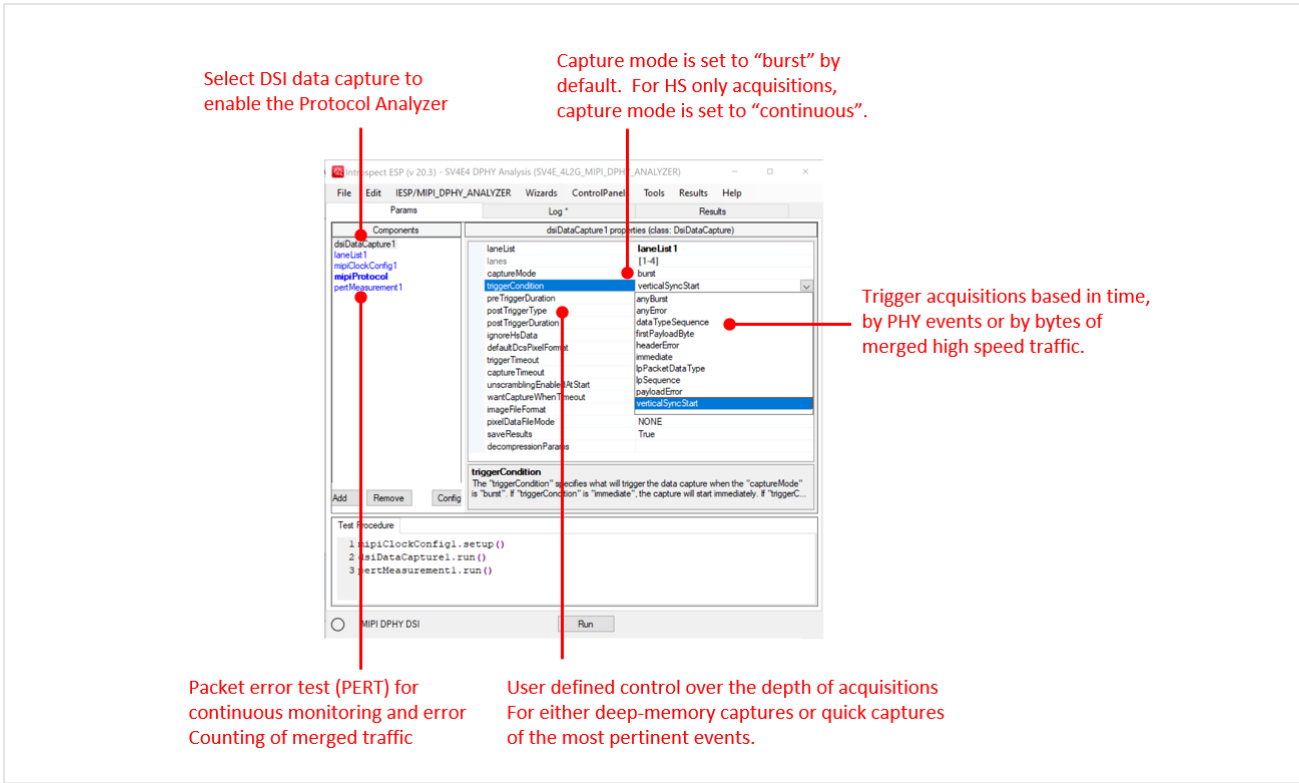 Select DSI data capture to
enable the Protocol Analyzer
Capture mode is set to “burst” by
default.  For HS only acquisitions,
capture mode is set to “continuous”.
Introspect ESP (v 20.3) - SV4E4 DPHY Analysis (SV4E_4L2G_MIPI_DPHY_ANALYZER)
File Edit IESP/MIPI_DPHY_ANALYZER Wizards ControlPanel Tools Results Help
Params Log * Results
Components
dsiDataCapture1
laneList1
mipiClockConfig1
mipiProtocol
pertMeasurement1
Add Remove Config
dsiDataCapture1 properties (class: DsiDataCapture)
laneList laneList1
lanes [1-4]
captureMode burst
triggerCondition verticalSyncStart
preTriggerDuration
postTriggerType
postTriggerDuration
ignoreHsData
defaultDcsPixelFormat
triggerTimeout
captureTimeout
unscramblingEnabledAtStart
wantCaptureWhenTimeout
imageFileFormat
anyBurst
anyError
dataTypeSequence
firstPayloadByte
headerError
immediate
lpPacketDataType
lpSequence
payloadError
verticalSyncStart
pixelDataFileMode NONE
saveResults True
decompressionParams
triggerCondition
The "triggerCondition" specifies what will trigger the data capture when the "captureMode"
is "burst". If "triggerCondition" is "immediate", the capture will start immediately. If "triggerC...
Trigger acquisitions based in time,
by PHY events or by bytes of
merged high speed traffic.
Test Procedure
1 mipiClockConfig1.setup()
2 dsiDataCapture1.run()
3 pertMeasurement1.run()
MIPI DPHY DSI Run
Packet error test (PERT) for
continuous monitoring and error
Counting of merged traffic
User defined control over the depth of acquisitions
For either deep-memory captures or quick captures
of the most pertinent events.